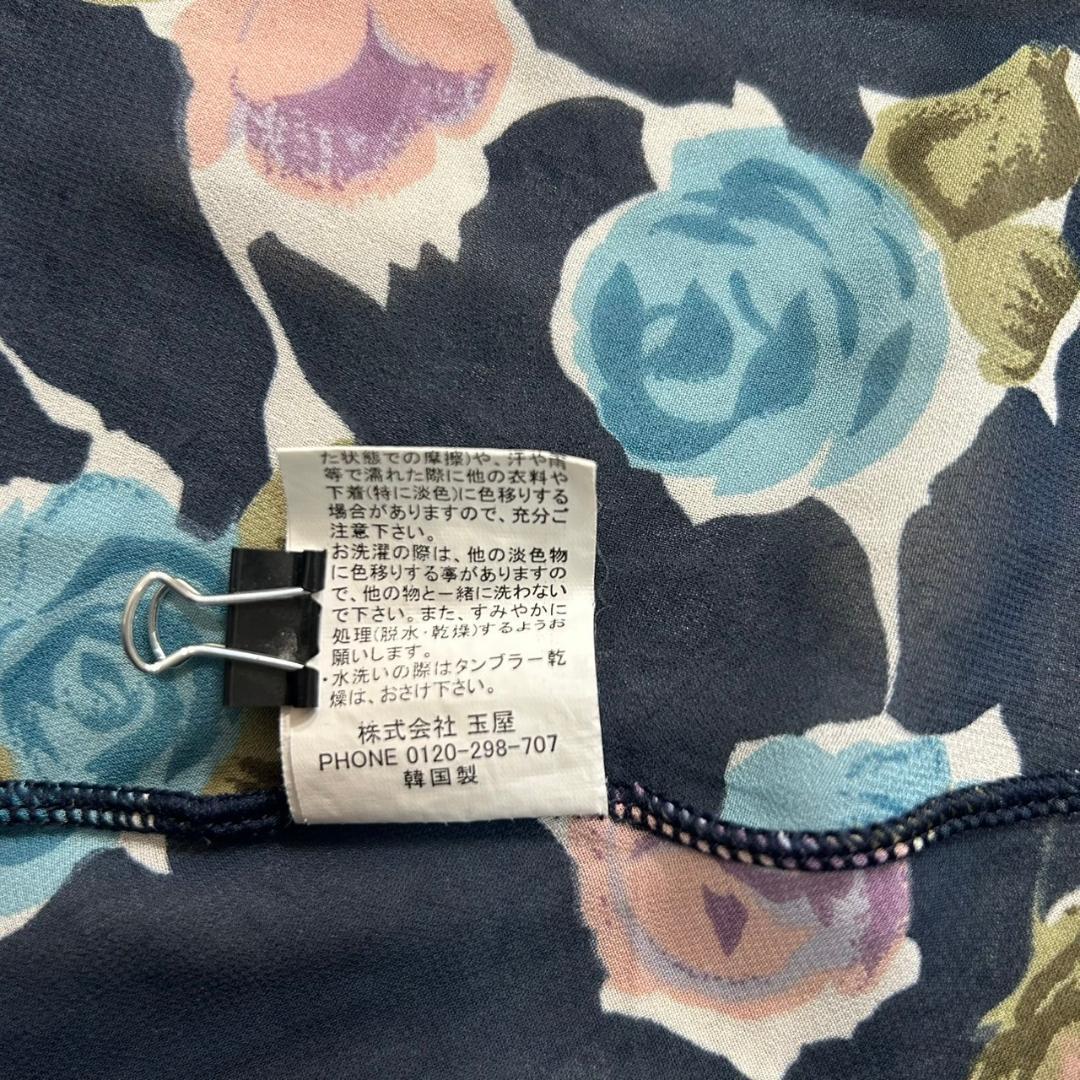 た状態での摩擦)や、汗や雨
等で濡れた際に他の衣料や
下着(特に淡色)に色移りする
場合がありますので、充分ご
注意下さい。
お洗濯の際は、他の淡色物
に色移りする事がありますの
で、他の物と一緒に洗わない
で下さい。また、すみやかに
処理(脱水・乾燥)するようお
願いします。
・水洗いの際はタンブラー乾
燥は、おさけ下さい。
株式会社 玉屋
PHONE 0120-298-707
韓国製